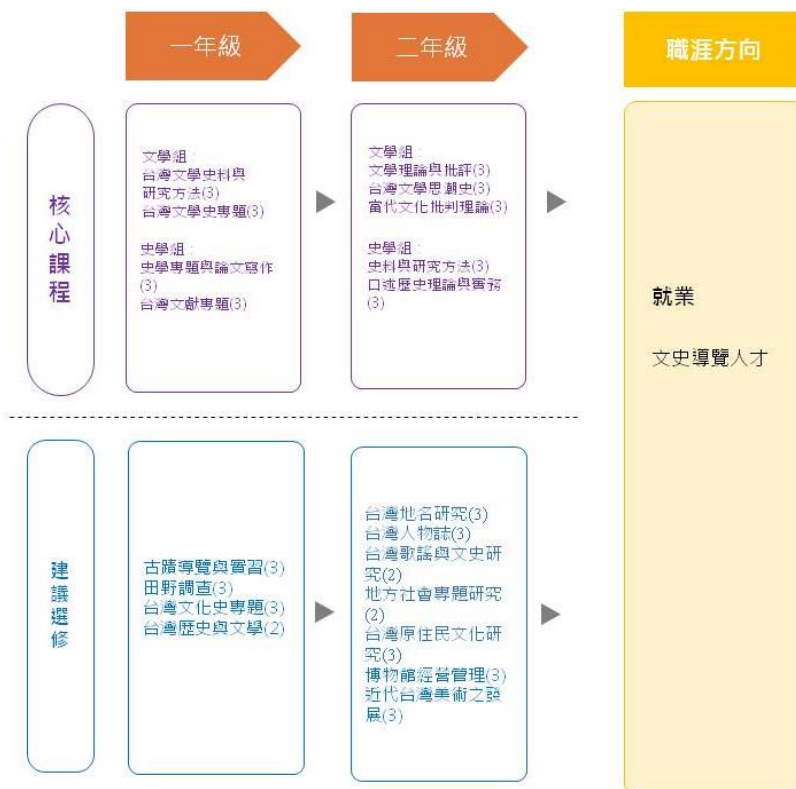 一年級
二年級
職涯方向
核心課程
文學組：
台灣文學史料與
研究方法(3)
台灣文學史專題(3)
史學組：
史學專題與論文寫作
(3)
台灣文獻專題(3)
文學組：
文學理論與批評(3)
台灣文學思潮史(3)
當代文化批判理論(3)
史學組：
史料與研究方法(3)
口述歷史理論與實務
(3)
就業
文史導覽人才
建議選修
古蹟導覽與實習(3)
田野調查(3)
台灣文化史專題(3)
台灣歷史與文學(2)
台灣地名研究(3)
台灣人物誌(3)
台灣歌謠與文史研
究(2)
地方社會專題研究
(2)
台灣原住民文化研
究(3)
博物館經營管理(3)
近代台灣美術之發
展(3)